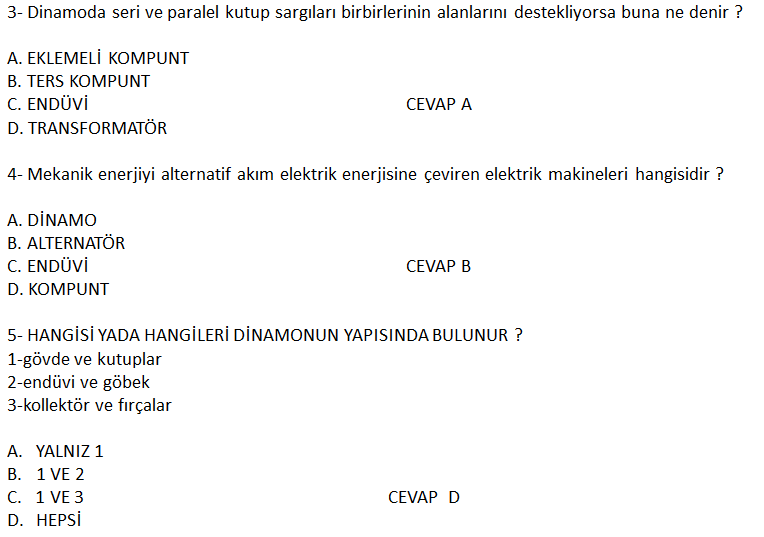 3- Dinamoda seri ve paralel kutup sargıları birbirlerinin alanlarını destekliyorsa buna ne denir ?
A. EKLEMELİ KOMPUNT
B. TERS KOMPUNT
C. ENDÜVİ CEVAP A
D. TRANSFORMATÖR
4- Mekanik enerjiyi alternatif akım elektrik enerjisine çeviren elektrik makineleri hangisidir ?
A. DİNAMO
B. ALTERNATÖR
C. ENDÜVİ CEVAP B
D. KOMPUNT
5- HANGİSİ YADA HANGİLERİ DİNAMONUN YAPISINDA BULUNUR ?
1-gövde ve kutuplar
2-endüvi ve göbek
3-kollektör ve fırçalar
A. YALNIZ 1
B. 1 VE 2
C. 1 VE 3 CEVAP D
D. HEPSİ